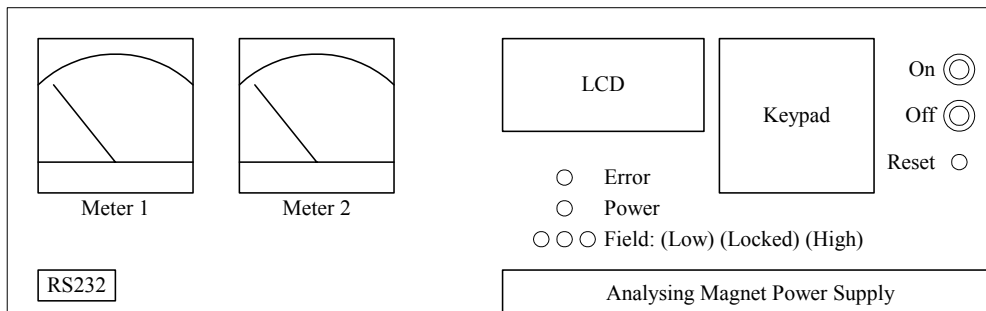 On
LCD
Keypad
Off
Reset
Error
Meter 1
Meter 2
Power
Field: (Low) (Locked) (High)
RS232
Analysing Magnet Power Supply